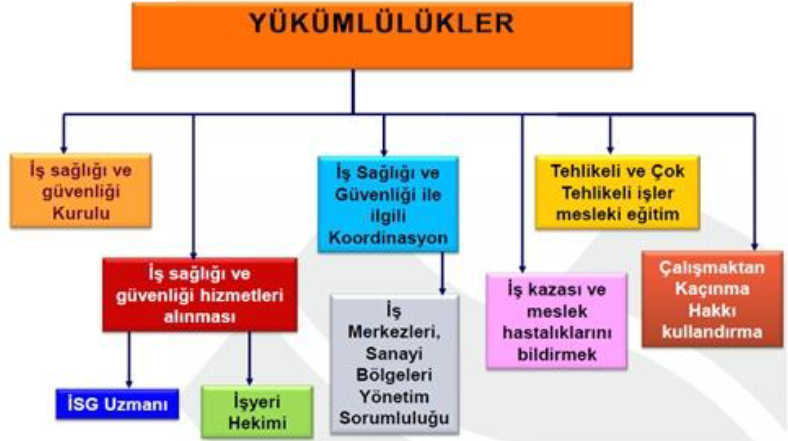 YÜKÜMLÜLÜKLER
İş sağlığı ve
güvenliği
Kurulu
İş Sağlığı ve
Güvenliği ile
ilgili
Koordinasyon
Tehlikeli ve Çok
Tehlikeli işler
mesleki eğitim
İş sağlığı ve
güvenliği hizmetleri
alınması
İş
Merkezleri,
Sanayi
Bölgeleri
Yönetim
Sorumluluğu
İş kazası ve
meslek
hastalıklarını
bildirmek
Çalışmaktan
Kaçınma
Hakkı
kullandırma
İSG Uzmanı
İşyeri
Hekimi